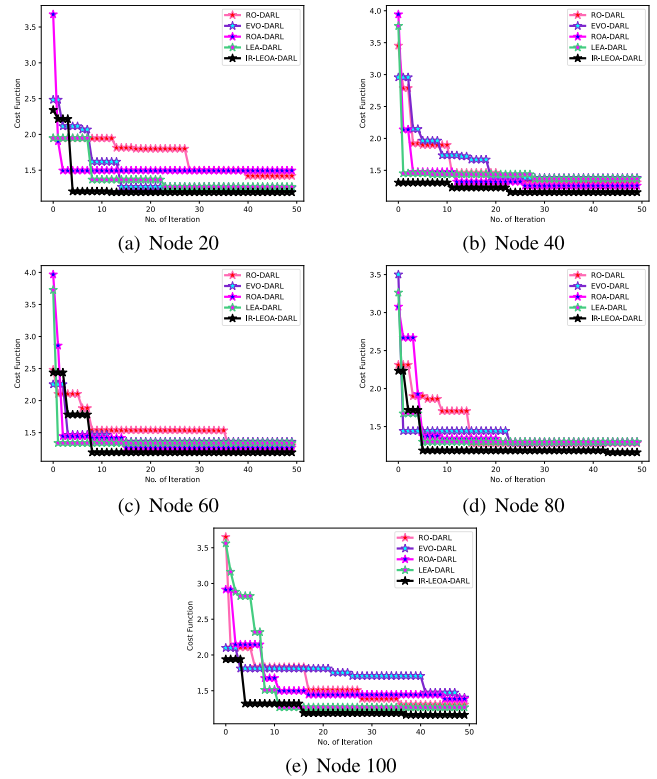 RO-DARL
EVO-DARL
ROA-DARL
LEA-DARL
IR-LEOA-DARL
Cost Function
3.5
3.0
2.5
2.0
1.5
0 10 20 30 40 50
No. of Iteration
(a) Node 20
RO-DARL
EVO-DARL
ROA-DARL
LEA-DARL
IR-LEOA-DARL
Cost Function
4.0
3.5
3.0
2.5
2.0
1.5
0 10 20 30 40 50
No. of Iteration
(b) Node 40
RO-DARL
EVO-DARL
ROA-DARL
LEA-DARL
IR-LEOA-DARL
Cost Function
4.0
3.5
3.0
2.5
2.0
1.5
0 10 20 30 40 50
No. of Iteration
(c) Node 60
RO-DARL
EVO-DARL
ROA-DARL
LEA-DARL
IR-LEOA-DARL
Cost Function
3.5
3.0
2.5
2.0
1.5
0 10 20 30 40 50
No. of Iteration
(d) Node 80
RO-DARL
EVO-DARL
ROA-DARL
LEA-DARL
IR-LEOA-DARL
Cost Function
3.5
3.0
2.5
2.0
1.5
0 10 20 30 40 50
No. of Iteration
(e) Node 100